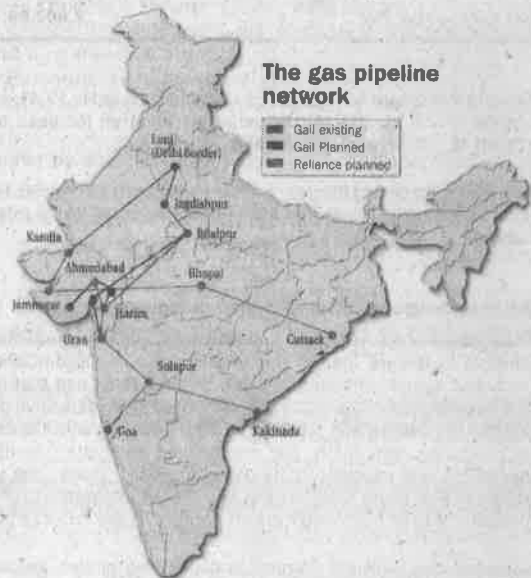 The gas pipeline
network
Gail existing
Gail Planned
Reliance planned
Loni
(Delhi Border)
Jagdishpur
Kandla
Bijaipur
Ahmedabad
Bhopal
Jamnagar
Hazira
Uran
Cuttack
Solapur
Goa
Kakinada